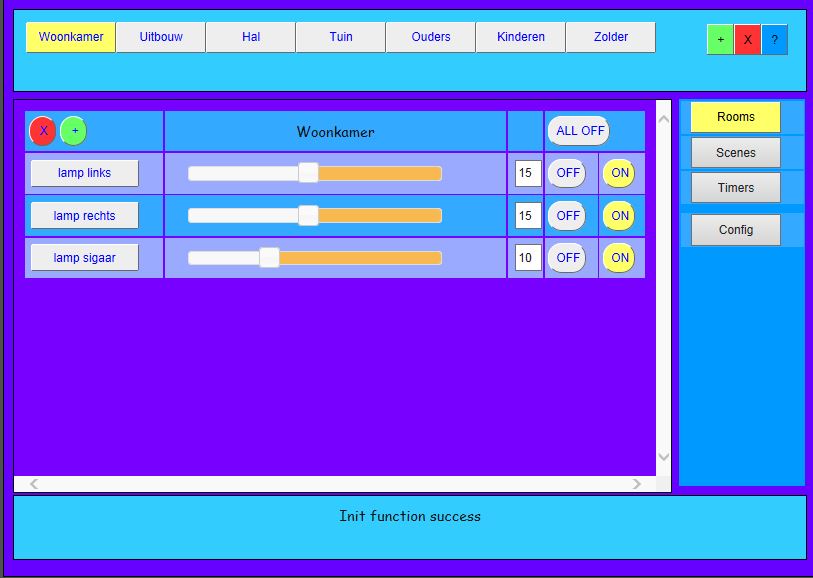 Woonkamer Uitbouw Hal Tuin Ouders Kinderen Zolder + X ?
X + Woonkamer ALL OFF
lamp links 15 OFF ON
lamp rechts 15 OFF ON
lamp sigaar 10 OFF ON
Rooms
Scenes
Timers
Config
Init function success